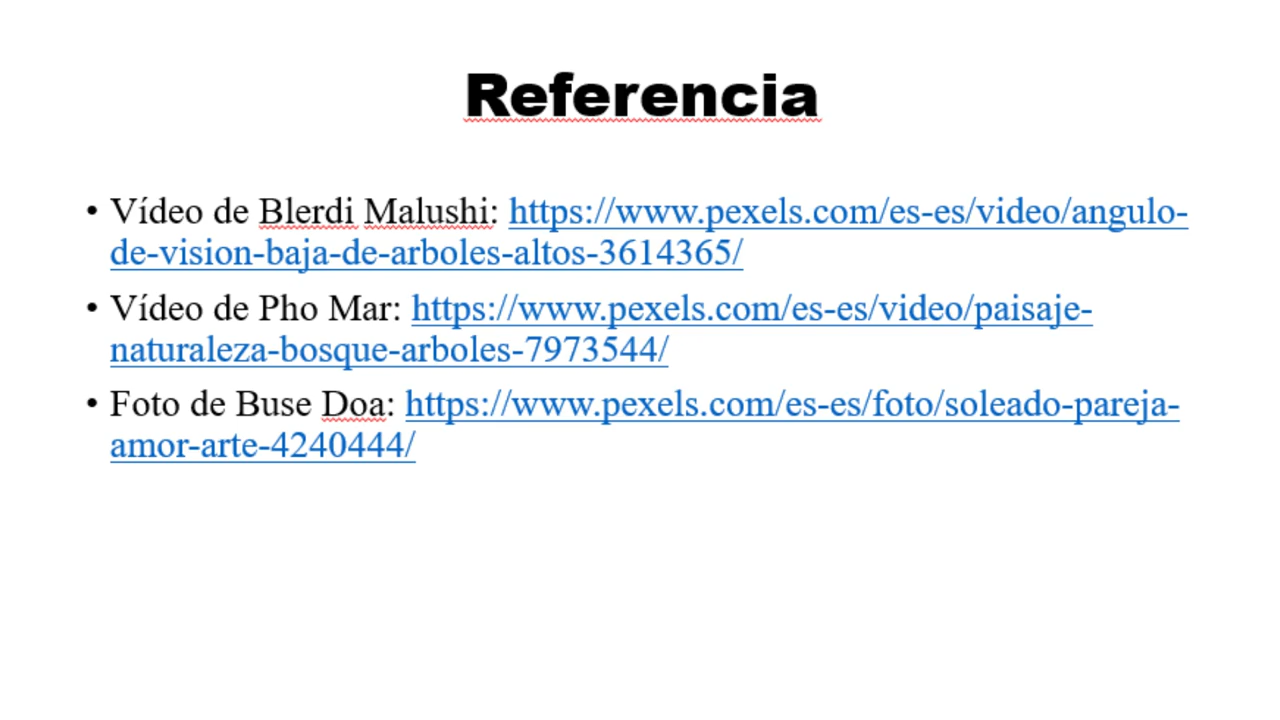 Referencia
• Vídeo de Blerdi Malushi: https://www.pexels.com/es-es/video/angulo-
de-vision-baja-de-arboles-altos-3614365/
• Vídeo de Pho Mar: https://www.pexels.com/es-es/video/paisaje-
naturaleza-bosque-arboles-7973544/
• Foto de Buse Doa: https://www.pexels.com/es-es/foto/soleado-pareja-
amor-arte-4240444/